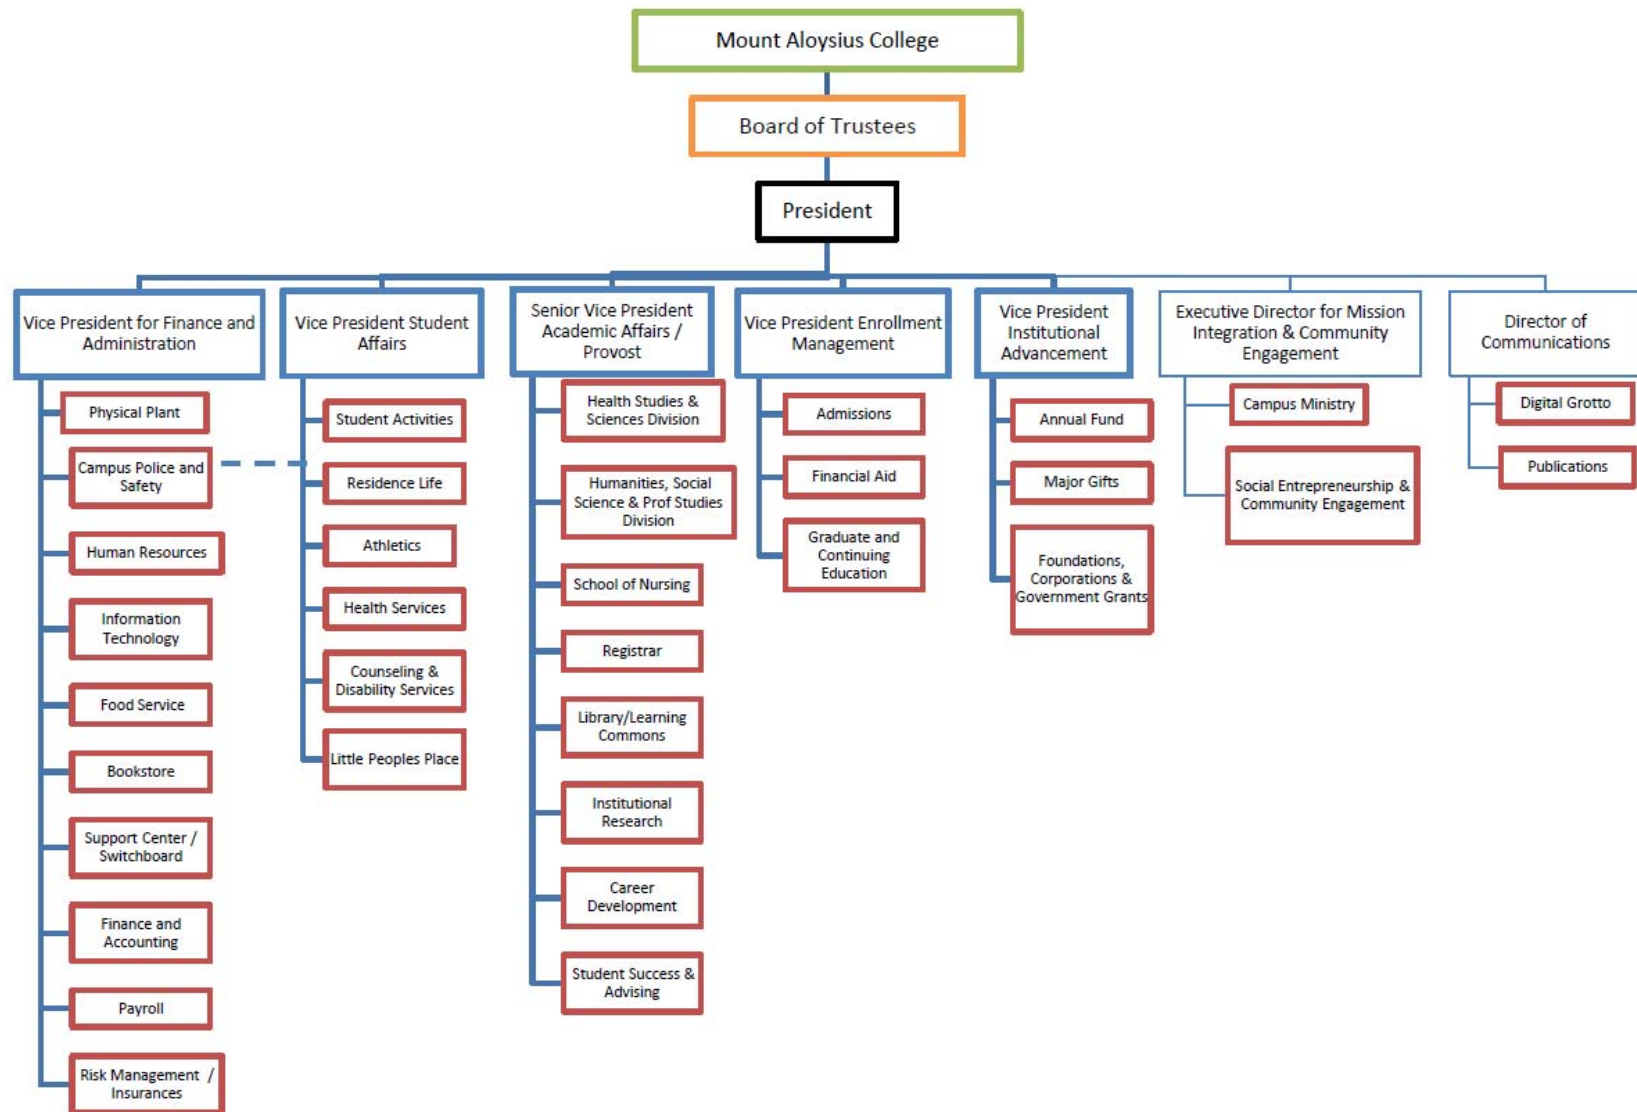 Mount Aloysius College
Board of Trustees
President
Vice President for Finance and
Administration
Physical Plant
Campus Police and
Safety
Human Resources
Information
Technology
Food Service
Bookstore
Support Center /
Switchboard
Finance and
Accounting
Payroll
Risk Management /
Insurances
Vice President Student
Affairs
Student Activities
Residence Life
Athletics
Health Services
Counseling &
Disability Services
Little Peoples Place
Senior Vice President
Academic Affairs /
Provost
Health Studies &
Sciences Division
Humanities, Social
Science & Prof Studies
Division
School of Nursing
Registrar
Library/Learning
Commons
Institutional
Research
Career
Development
Student Success &
Advising
Vice President Enrollment
Management
Admissions
Financial Aid
Graduate and
Continuing
Education
Vice President
Institutional
Advancement
Annual Fund
Major Gifts
Foundations,
Corporations &
Government Grants
Executive Director for Mission
Integration & Community
Engagement
Campus Ministry
Social Entrepreneurship &
Community Engagement
Director of
Communications
Digital Grotto
Publications